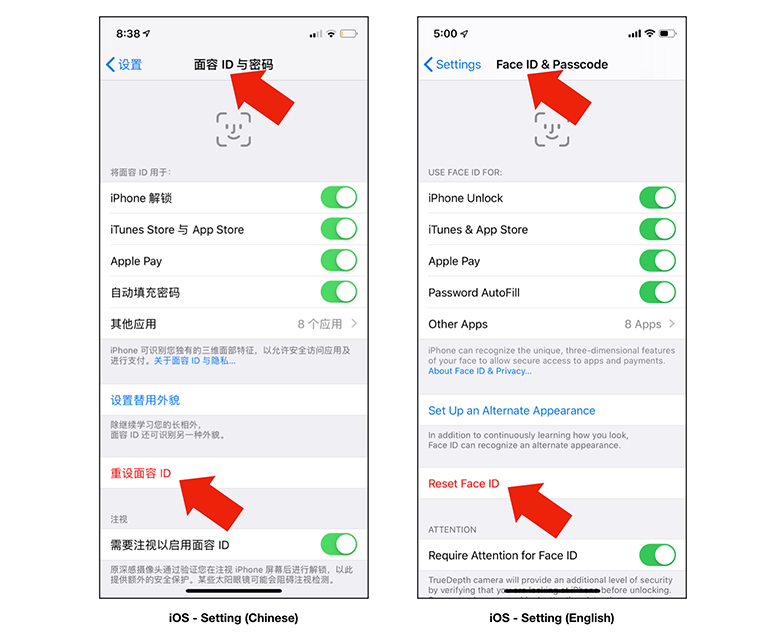 8:38
设置
面容 ID 与密码
将面容 ID 用于：
iPhone 解锁
iTunes Store 与 App Store
Apple Pay
自动填充密码
其他应用
8 个应用
iPhone 可识别您独有的三维面部特征，以允许安全访问应用及
进行支付。关于面容 ID 与隐私...
设置替用外貌
除继续学习您的长相外，
面容 ID 还可识别另一种外貌。
重设面容 ID
注视
需要注视以启用面容 ID
原深感摄像头通过验证您在注视 iPhone 屏幕后进行解锁，以此
提供额外的安全保护。某些太阳眼镜可能会阻碍注视检测。
iOS - Setting (Chinese)
5:00
Settings
Face ID & Passcode
USE FACE ID FOR:
iPhone Unlock
iTunes & App Store
Apple Pay
Password AutoFill
Other Apps
8 Apps
iPhone can recognize the unique, three-dimensional features
of your face to allow secure access to apps and payments.
About Face ID & Privacy...
Set Up an Alternate Appearance
In addition to continuously learning how you look,
Face ID can recognize an alternate appearance.
Reset Face ID
ATTENTION
Require Attention for Face ID
TrueDepth camera will provide an additional level of security
by verifying that you are looking at iPhone before unlocking.
iOS - Setting (English)